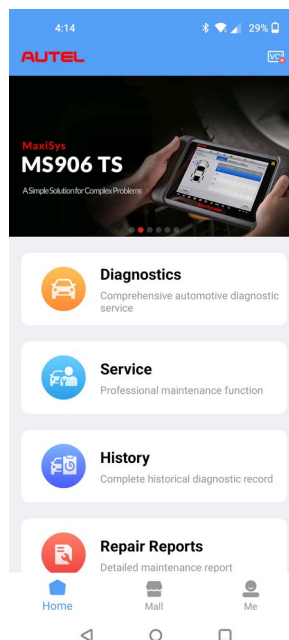 4:14
29%
AUTEL
VCI
MaxiSys
MS906 TS
A Simple Solution for Complex Problems
Diagnostics
Comprehensive automotive diagnostic
service
Service
Professional maintenance function
History
Complete historical diagnostic record
Repair Reports
Detailed maintenance report
Home
Mall
Me